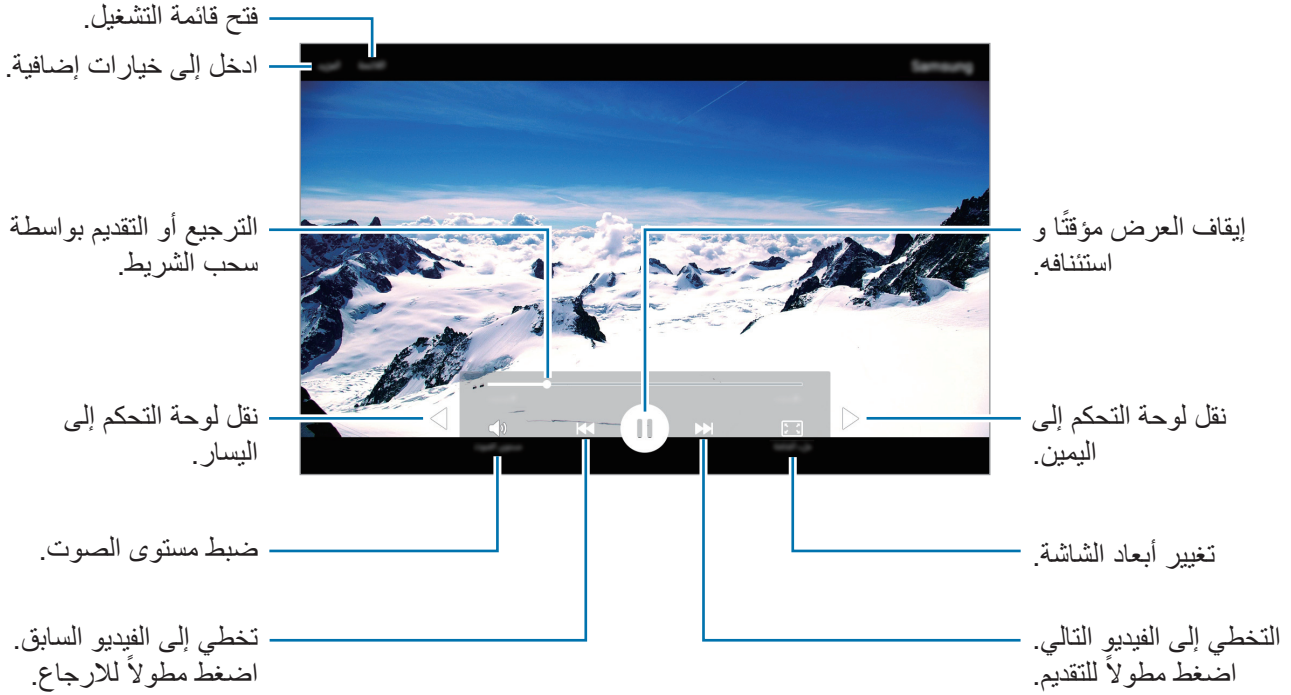 فتح قائمة التشغيل.
ادخل إلى خيارات إضافية.
Samsung
الترجيع أو التقديم بواسطة
سحب الشريط.
إيقاف العرض مؤقتًا و
استئنافه.
نقل لوحة التحكم إلى
اليسار.
نقل لوحة التحكم إلى
اليمين.
ضبط مستوى الصوت.
تغيير أبعاد الشاشة.
تخطي إلى الفيديو السابق.
اضغط مطولاً للارجاع.
التخطي إلى الفيديو التالي.
اضغط مطولاً للتقديم.